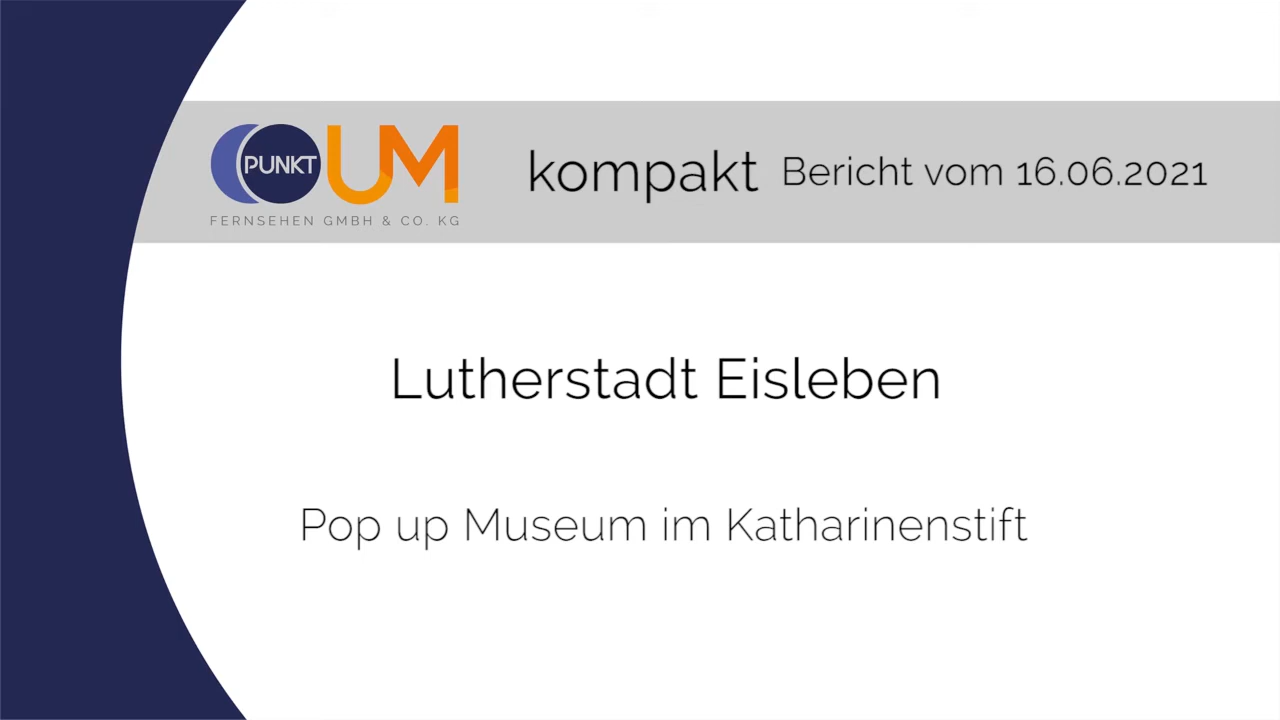 PUNKT UM
FERNSEHEN GMBH & CO. KG
kompakt Bericht vom 16.06.2021
Lutherstadt Eisleben
Pop up Museum im Katharinenstift